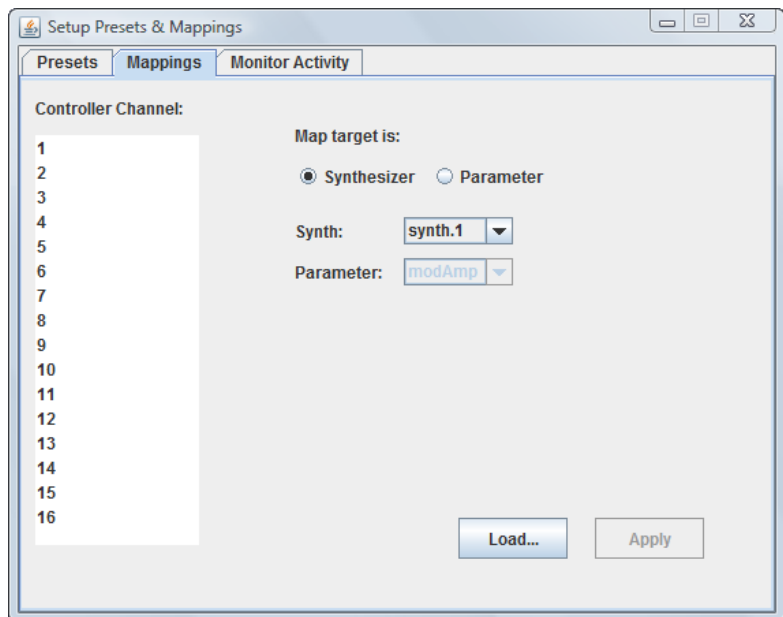 Setup Presets & Mappings
Presets Mappings Monitor Activity
Controller Channel:
1
2
3
4
5
6
7
8
9
10
11
12
13
14
15
16
Map target is:
Synthesizer Parameter
Synth: synth.1
Parameter: modAmp
Load... Apply